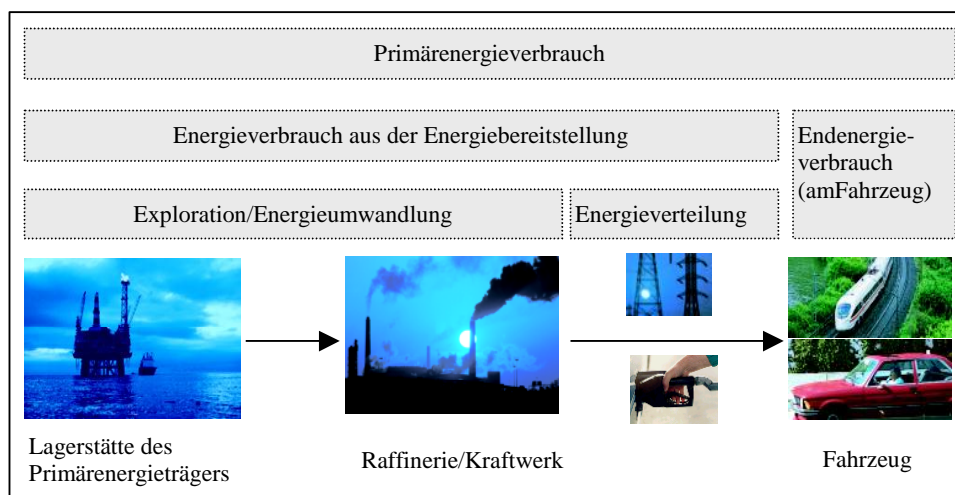 Primärenergieverbrauch
Energieverbrauch aus der Energiebereitstellung
Endenergie-
verbrauch
(amFahrzeug)
Exploration/Energieumwandlung
Energieverteilung
Lagerstätte des
Primärenergieträgers
Raffinerie/Kraftwerk
Fahrzeug